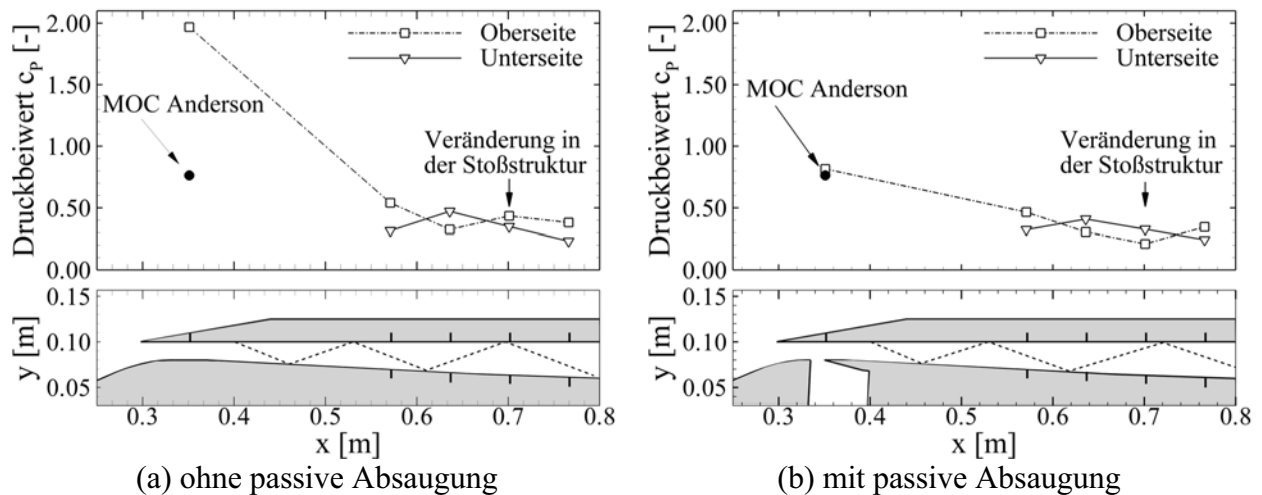 Druckbeiwert cP [-]
2.00
1.50
1.00
0.50
0.00
Oberseite
Unterseite
MOC Anderson
Veränderung in
der Stoßstruktur
y [m]
0.15
0.10
0.05
0.3 0.4 0.5 0.6 0.7 0.8
x [m]
(a) ohne passive Absaugung
Druckbeiwert cP [-]
2.00
1.50
1.00
0.50
0.00
Oberseite
Unterseite
MOC Anderson
Veränderung in
der Stoßstruktur
y [m]
0.15
0.10
0.05
0.3 0.4 0.5 0.6 0.7 0.8
x [m]
(b) mit passive Absaugung